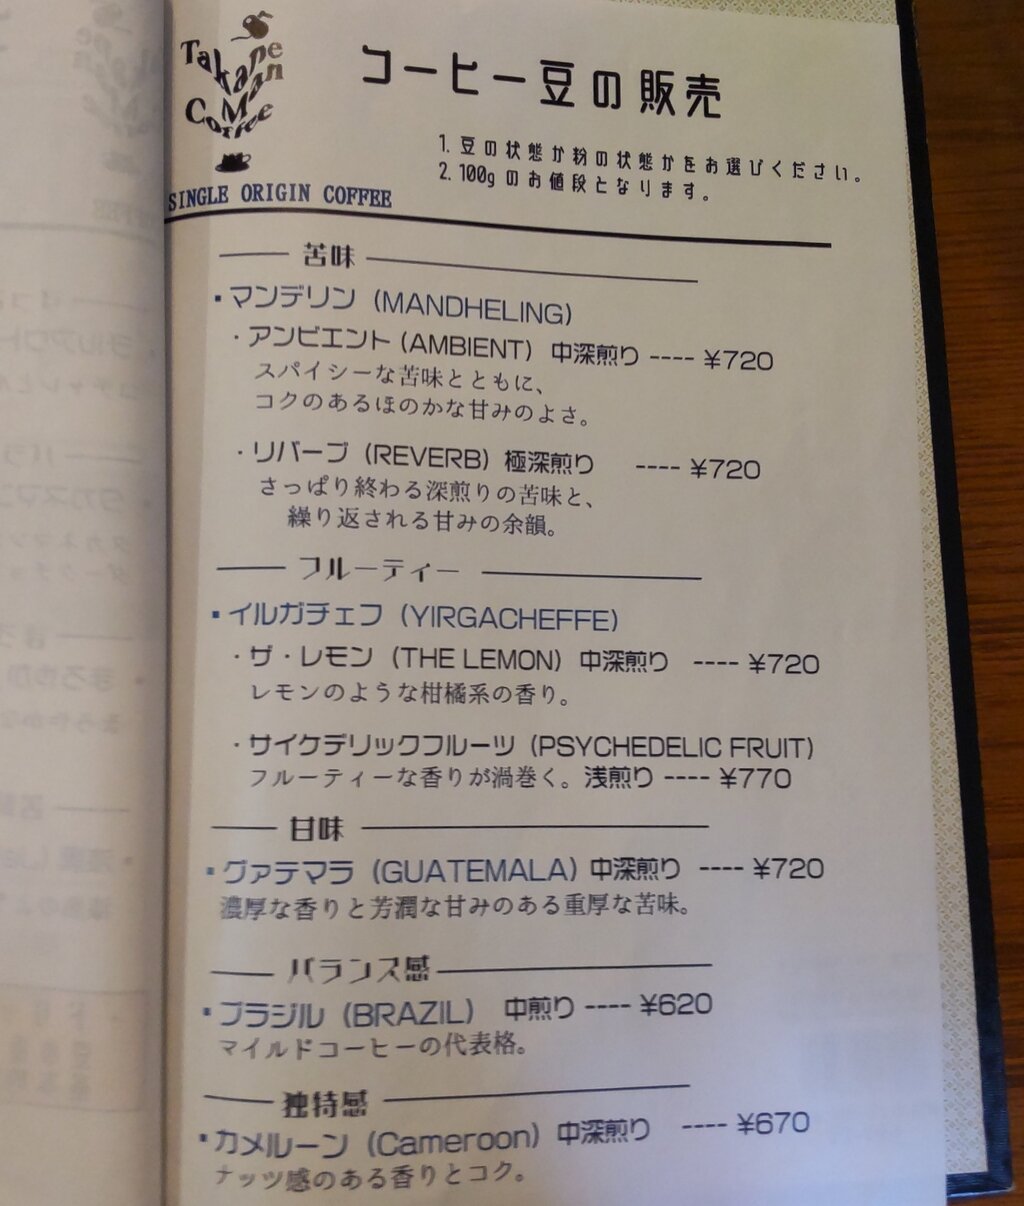 Takane
Man
Coffee
コーヒー豆の販売
1. 豆の状態か粉の状態かをお選びください。
2. 100g のお値段となります。
SINGLE ORIGIN COFFEE
苦味
▪マンデリン（MANDHELING）
・アンビエント（AMBIENT）中深煎り ---- ¥720
スパイシーな苦味とともに、
コクのあるほのかな甘みのよさ。
・リバーブ（REVERB）極深煎り ---- ¥720
さっぱり終わる深煎りの苦味と、
繰り返される甘みの余韻。
フルーティー
▪イルガチェフ（YIRGACHEFFE）
・ザ・レモン（THE LEMON）中深煎り ---- ¥720
レモンのような柑橘系の香り。
・サイケデリックフルーツ（PSYCHEDELIC FRUIT）
フルーティーな香りが渦巻く。浅煎り ---- ¥770
甘味
▪グァテマラ（GUATEMALA）中深煎り ---- ¥720
濃厚な香りと芳潤な甘みのある重厚な苦味。
バランス感
▪ブラジル（BRAZIL） 中煎り ---- ¥620
マイルドコーヒーの代表格。
独特感
▪カメルーン（Cameroon）中深煎り ---- ¥670
ナッツ感のある香りとコク。